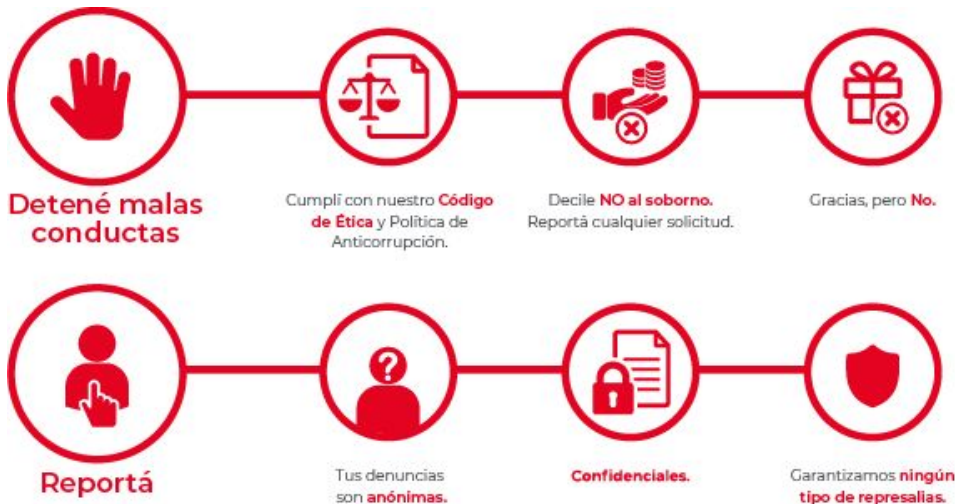 Detené malas
conductas
Cumplí con nuestro Código
de Ética y Política de
Anticorrupción.
Decile NO al soborno.
Reportá cualquier solicitud.
Gracias, pero No.
Reportá
Tus denuncias
son anónimas.
Confidenciales.
Garantizamos ningún
tipo de represalias.